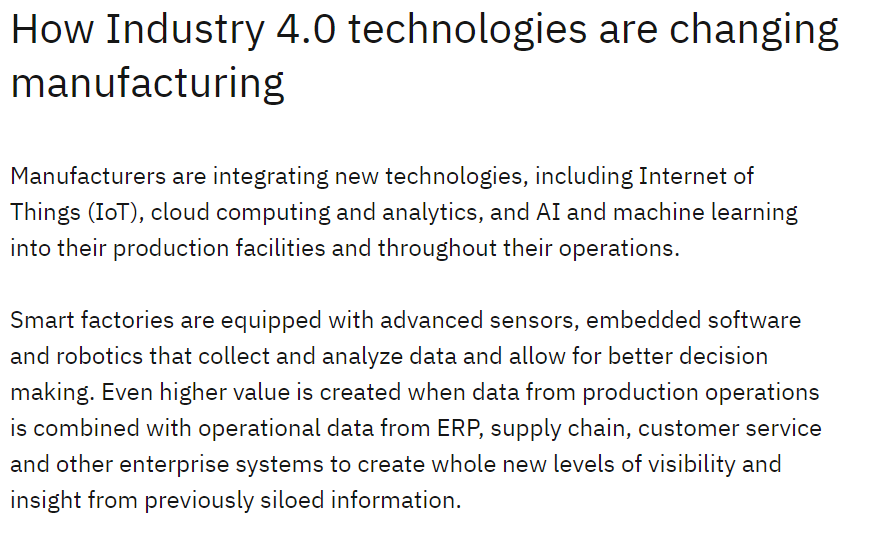 How Industry 4.0 technologies are changing
manufacturing
Manufacturers are integrating new technologies, including Internet of
Things (IoT), cloud computing and analytics, and AI and machine learning
into their production facilities and throughout their operations.
Smart factories are equipped with advanced sensors, embedded software
and robotics that collect and analyze data and allow for better decision
making. Even higher value is created when data from production operations
is combined with operational data from ERP, supply chain, customer service
and other enterprise systems to create whole new levels of visibility and
insight from previously siloed information.